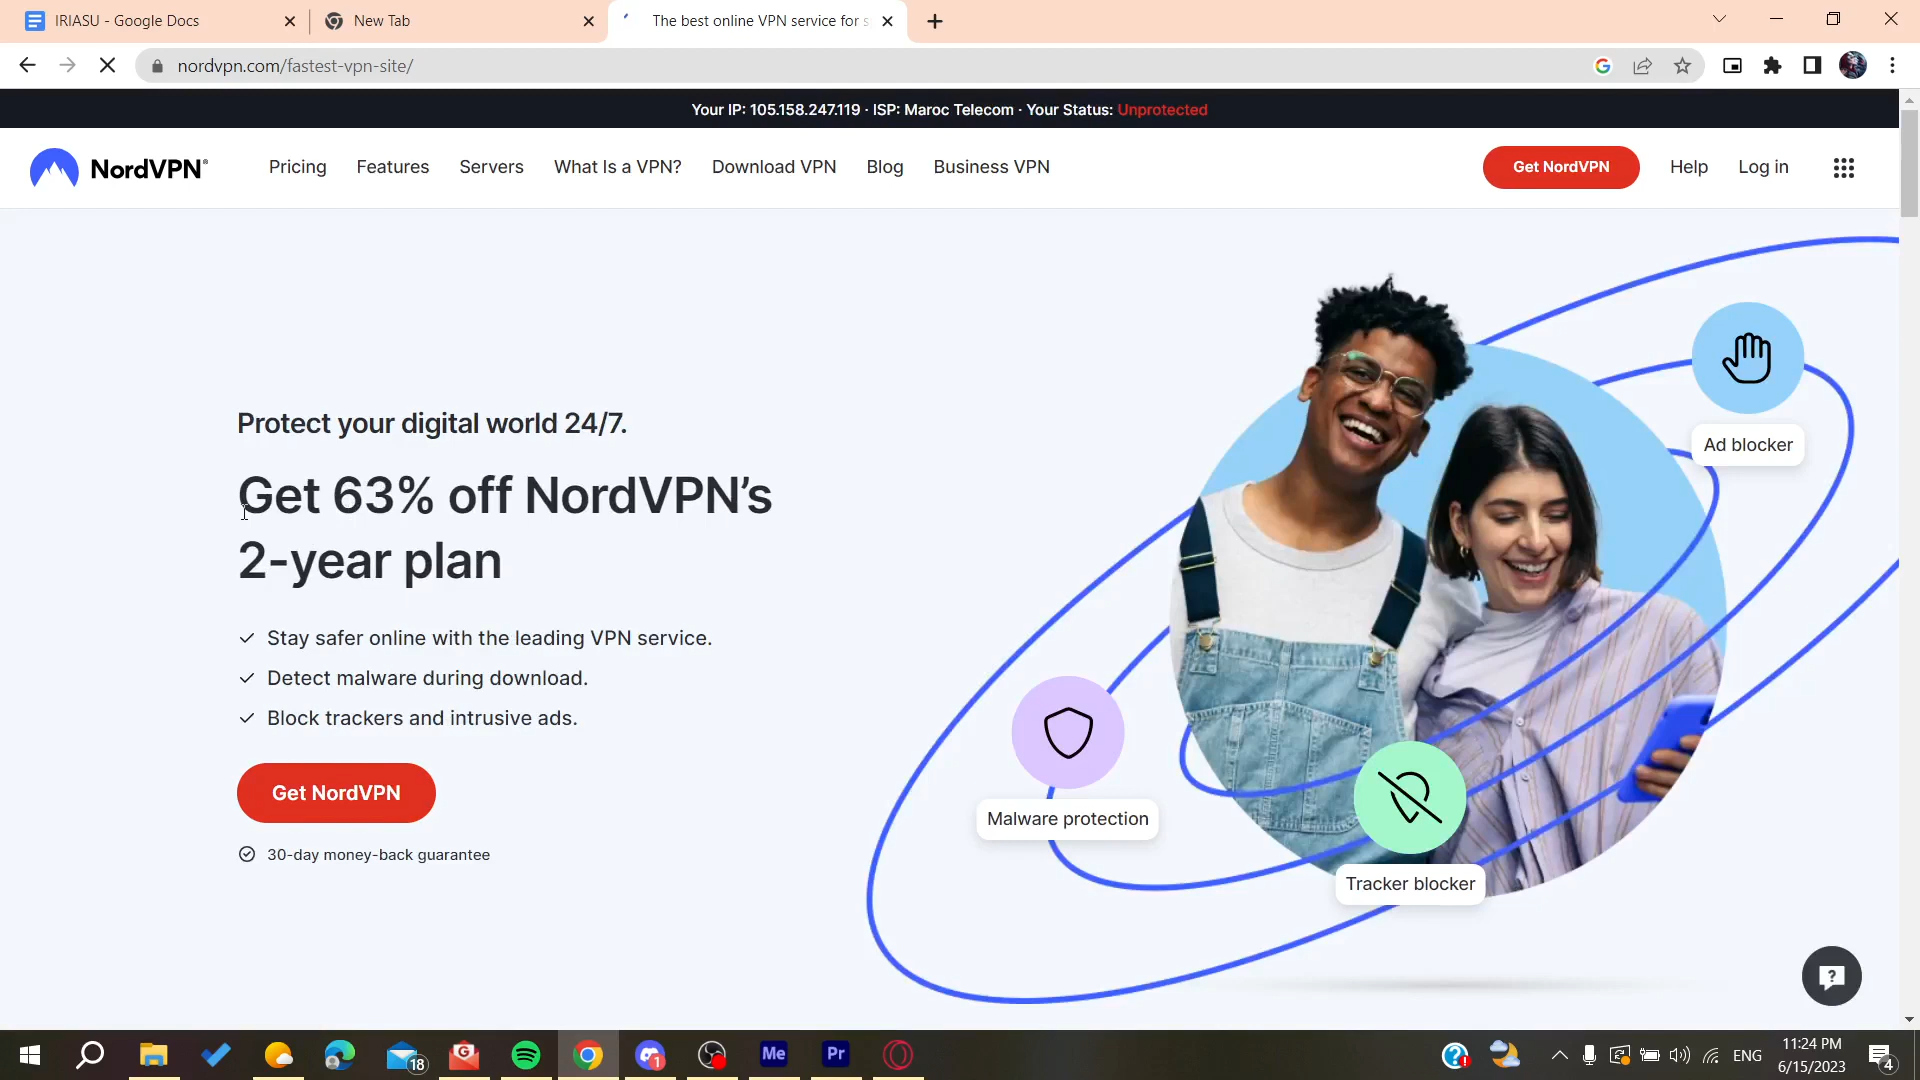 IRIASU - Google Docs
New Tab
The best online VPN service for s
nordvpn.com/fastest-vpn-site/
Your IP: 105.158.247.119 · ISP: Maroc Telecom · Your Status: Unprotected
NordVPN®
Pricing
Features
Servers
What Is a VPN?
Download VPN
Blog
Business VPN
Get NordVPN
Help
Log in
Protect your digital world 24/7.
Get 63% off NordVPN’s
2-year plan
Stay safer online with the leading VPN service.
Detect malware during download.
Block trackers and intrusive ads.
Get NordVPN
30-day money-back guarantee
Ad blocker
Malware protection
Tracker blocker
18
G
1
Me
Pr
ENG
11:24 PM
6/15/2023
4